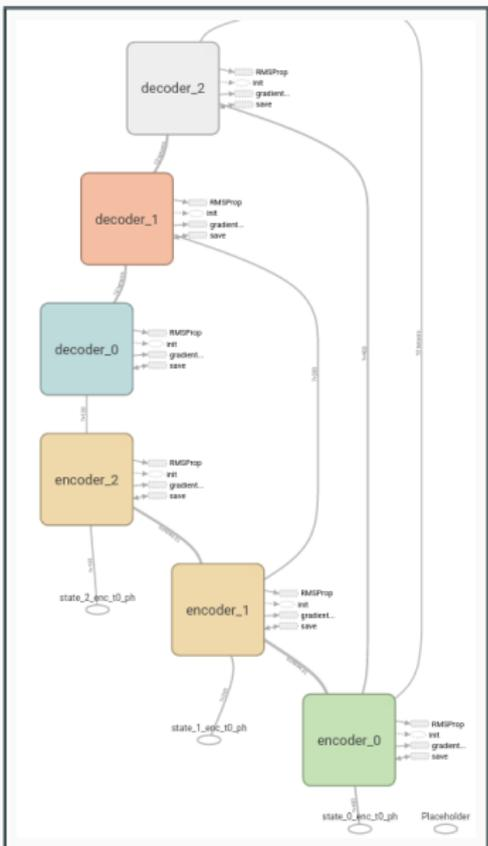 decoder_2
RMSProp
init
gradient...
save
decoder_1
RMSProp
init
gradient...
save
decoder_0
RMSProp
init
gradient...
save
encoder_2
RMSProp
init
gradient...
save
state_2_enc_t0_ph
encoder_1
RMSProp
init
gradient...
save
state_1_enc_t0_ph
encoder_0
RMSProp
init
gradient...
save
state_0_enc_t0_ph
Placeholder